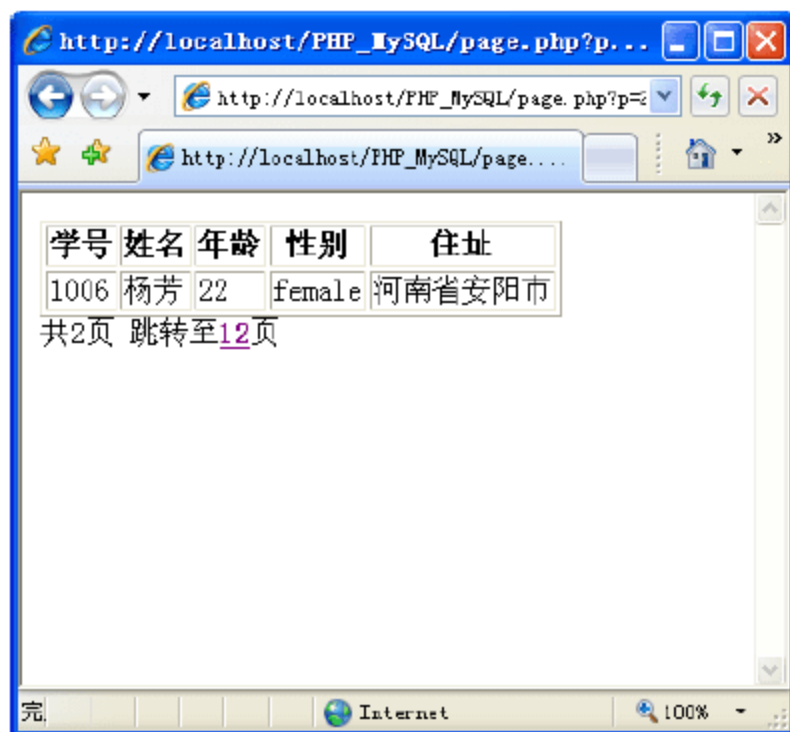 http://localhost/PHP_MySQL/page.php?p...
http://localhost/PHP_MySQL/page.php?p=2
http://localhost/PHP_MySQL/page....
»
学号 姓名 年龄 性别 住址
1006 杨芳 22 female 河南省安阳市
共2页 跳转至12页
完 Internet 100%